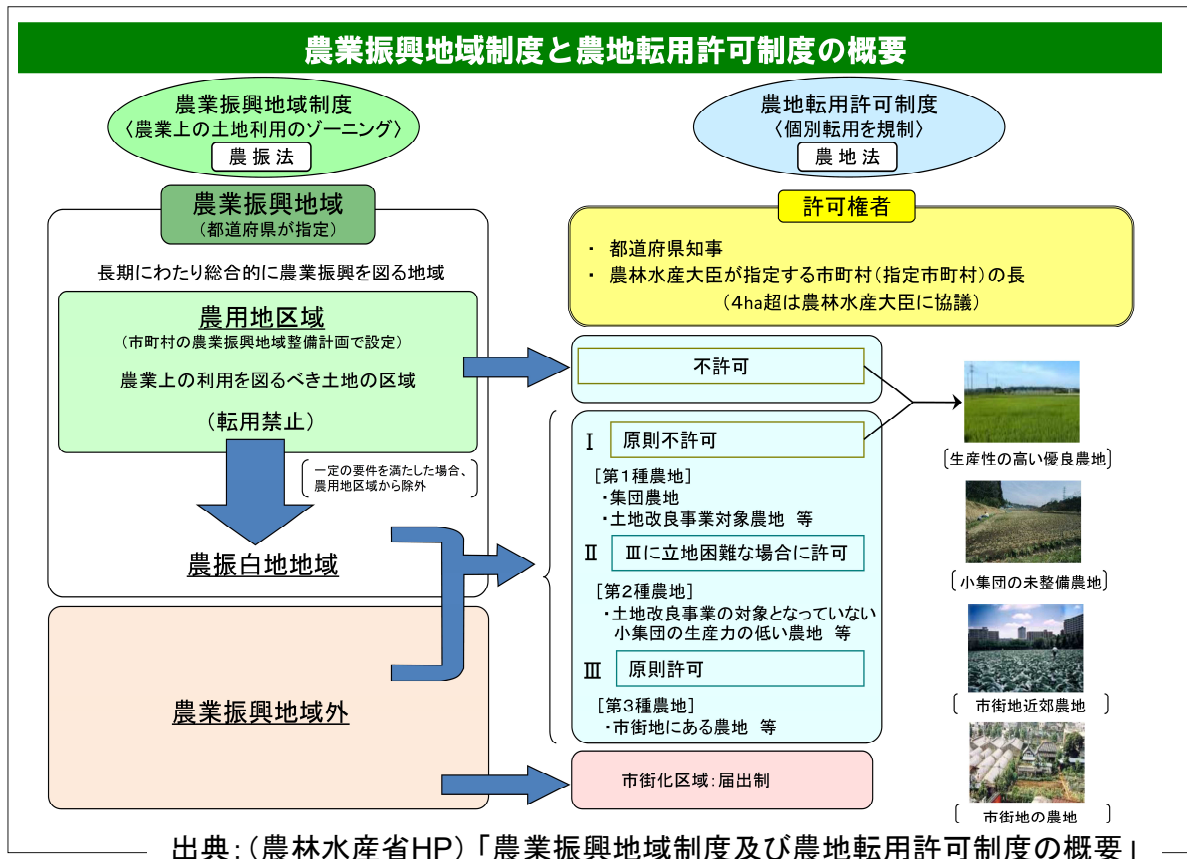 農業振興地域制度と農地転用許可制度の概要
農業振興地域制度
〈農業上の土地利用のゾーニング〉
農振法
農業振興地域
(都道府県が指定)
長期にわたり総合的に農業振興を図る地域
農用地区域
(市町村の農業振興地域整備計画で設定)
農業上の利用を図るべき土地の区域
(転用禁止)
一定の要件を満たした場合、
農用地区域から除外
農振白地地域
農業振興地域外
農地転用許可制度
〈個別転用を規制〉
農地法
許可権者
・ 都道府県知事
・ 農林水産大臣が指定する市町村(指定市町村)の長
(4ha超は農林水産大臣に協議)
不許可
Ⅰ 原則不許可
[第1種農地]
・集団農地
・土地改良事業対象農地 等
Ⅱ Ⅲに立地困難な場合に許可
[第2種農地]
・土地改良事業の対象となっていない
小集団の生産力の低い農地 等
Ⅲ 原則許可
[第3種農地]
・市街地にある農地 等
市街化区域:届出制
〔生産性の高い優良農地〕
〔小集団の未整備農地〕
〔 市街地近郊農地 〕
〔 市街地の農地 〕
出典:(農林水産省HP)「農業振興地域制度及び農地転用許可制度の概要」